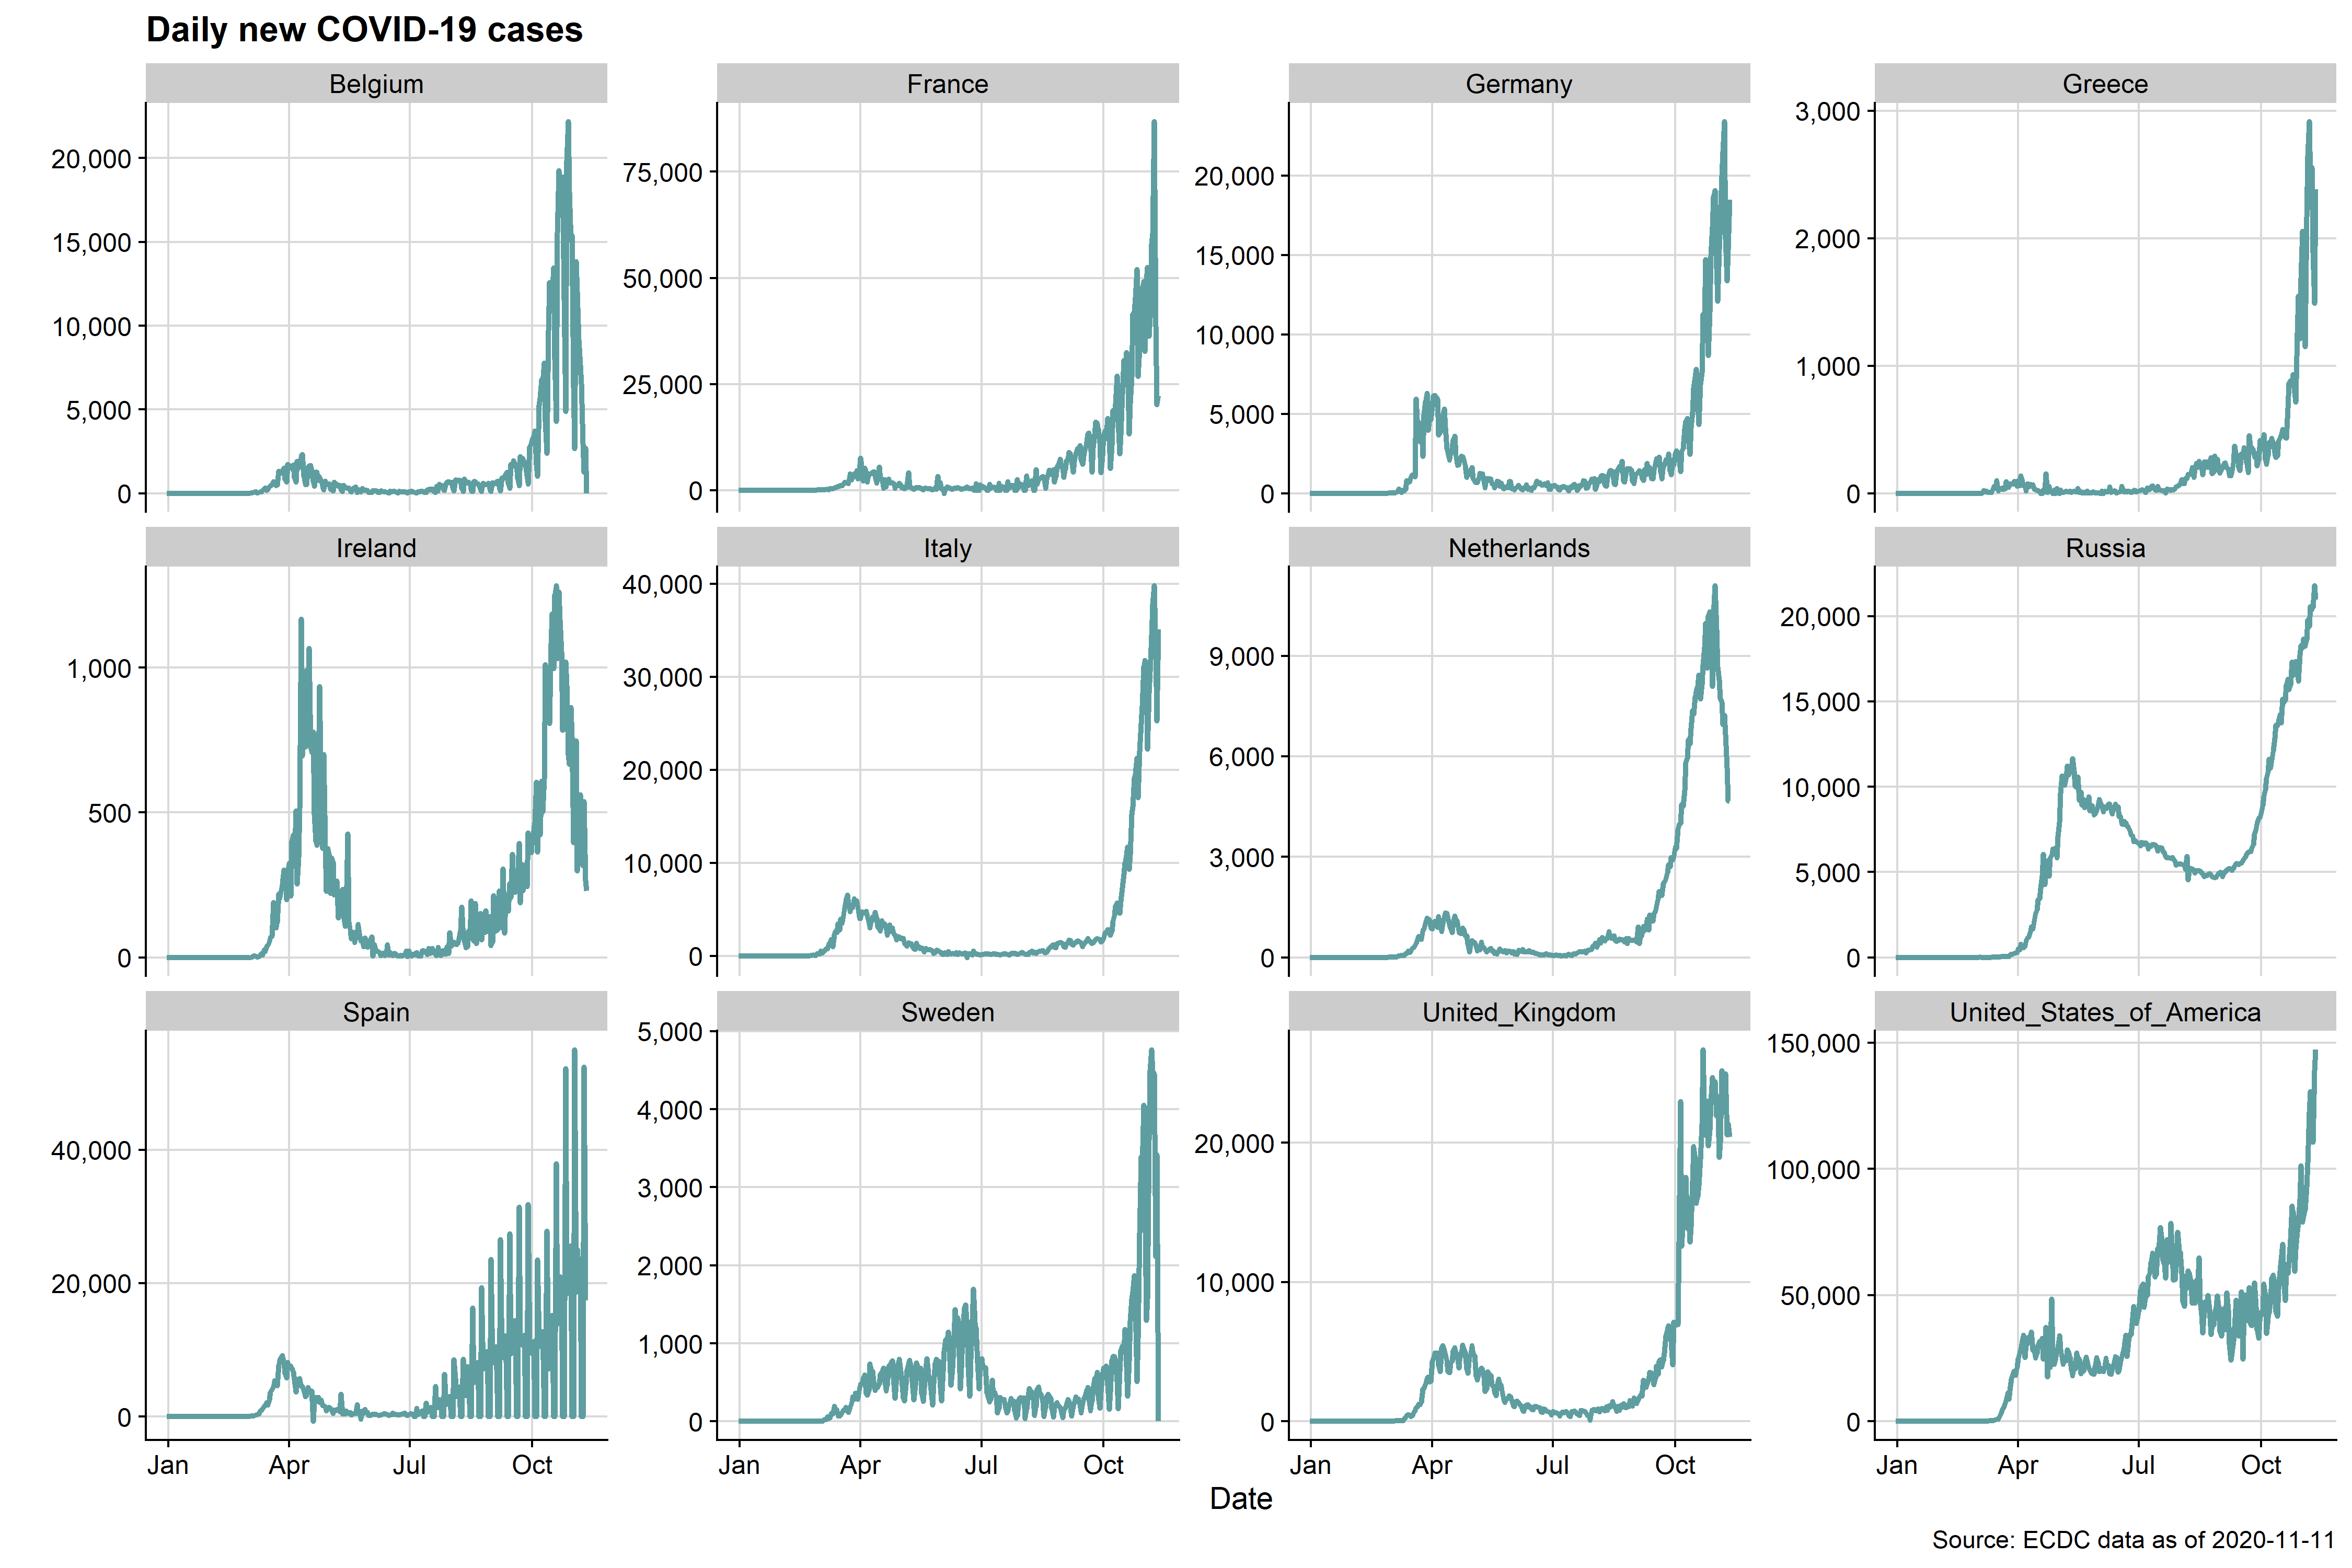 Daily new COVID-19 cases
Belgium
France
Germany
Greece
20,000
15,000
10,000
5,000
0
75,000
50,000
25,000
0
20,000
15,000
10,000
5,000
0
3,000
2,000
1,000
0
Ireland
Italy
Netherlands
Russia
1,000
500
0
40,000
30,000
20,000
10,000
0
9,000
6,000
3,000
0
20,000
15,000
10,000
5,000
0
Spain
Sweden
United_Kingdom
United_States_of_America
40,000
20,000
0
5,000
4,000
3,000
2,000
1,000
0
20,000
10,000
0
150,000
100,000
50,000
0
Jan Apr Jul Oct
Jan Apr Jul Oct
Jan Apr Jul Oct
Jan Apr Jul Oct
Date
Source: ECDC data as of 2020-11-11